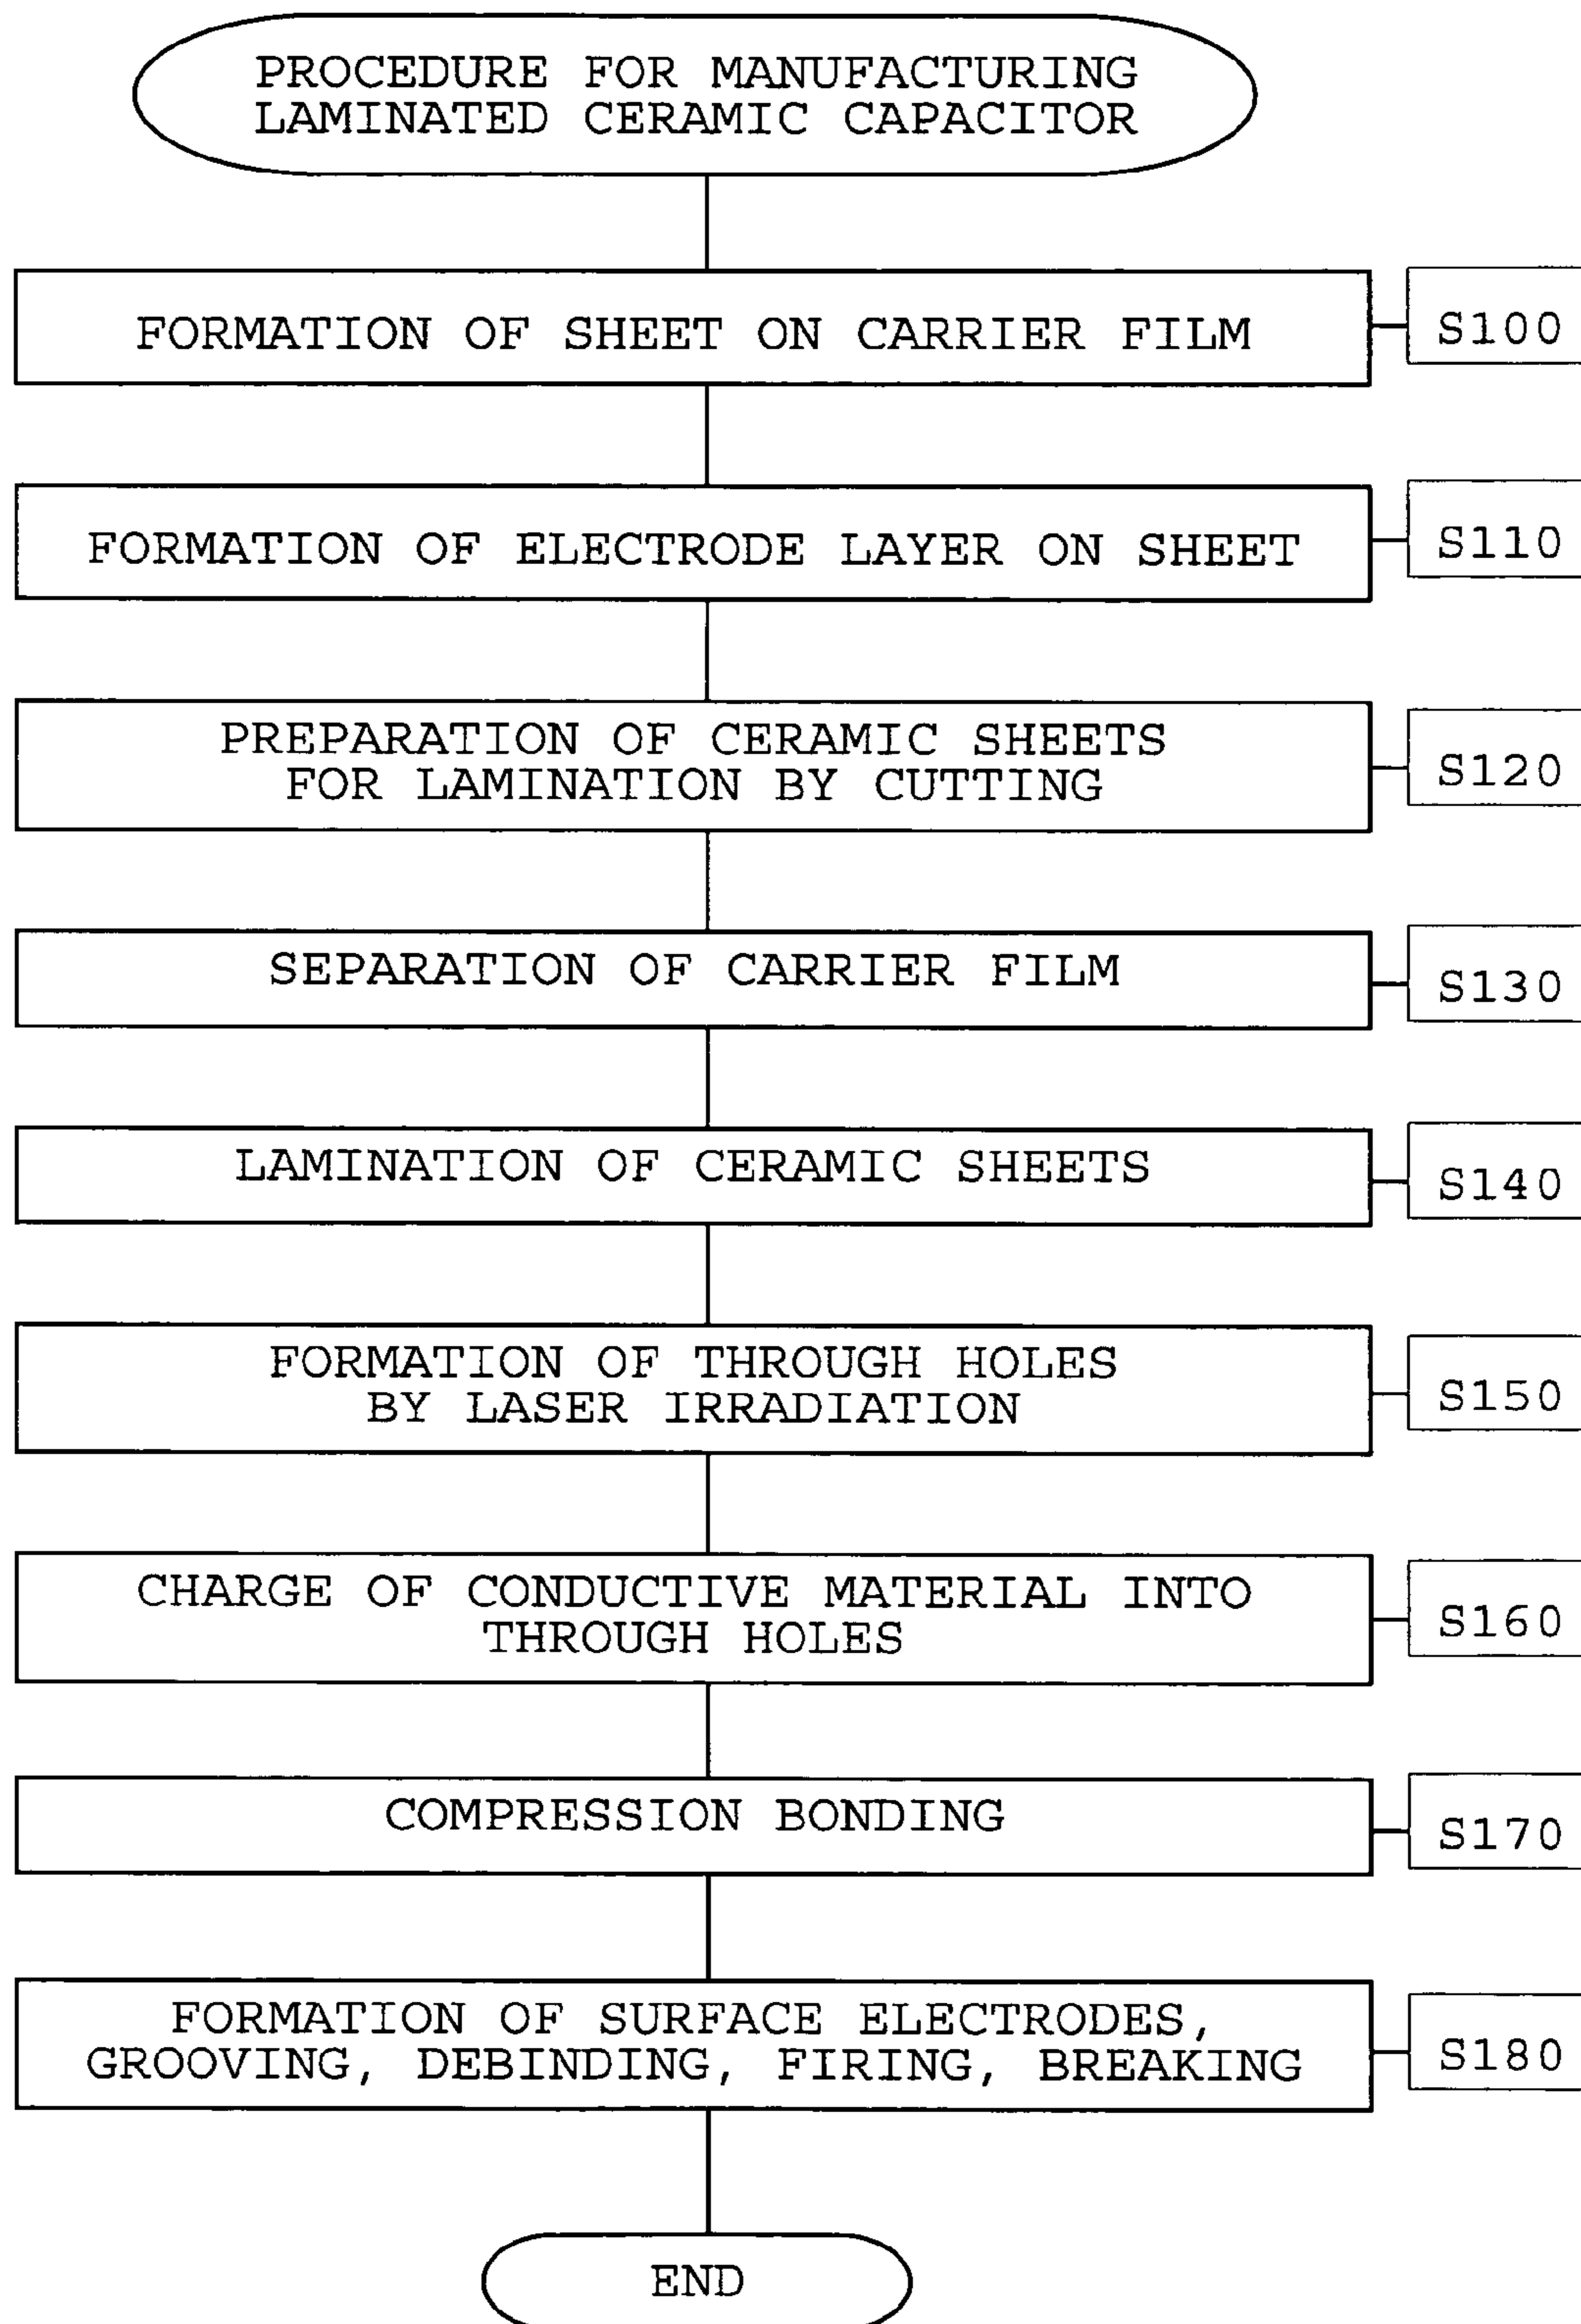 PROCEDURE FOR MANUFACTURING
LAMINATED CERAMIC CAPACITOR
FORMATION OF SHEET ON CARRIER FILM
S100
FORMATION OF ELECTRODE LAYER ON SHEET
S110
PREPARATION OF CERAMIC SHEETS
FOR LAMINATION BY CUTTING
S120
SEPARATION OF CARRIER FILM
S130
LAMINATION OF CERAMIC SHEETS
S140
FORMATION OF THROUGH HOLES
BY LASER IRRADIATION
S150
CHARGE OF CONDUCTIVE MATERIAL INTO
THROUGH HOLES
S160
COMPRESSION BONDING
S170
FORMATION OF SURFACE ELECTRODES,
GROOVING, DEBINDING, FIRING, BREAKING
S180
END